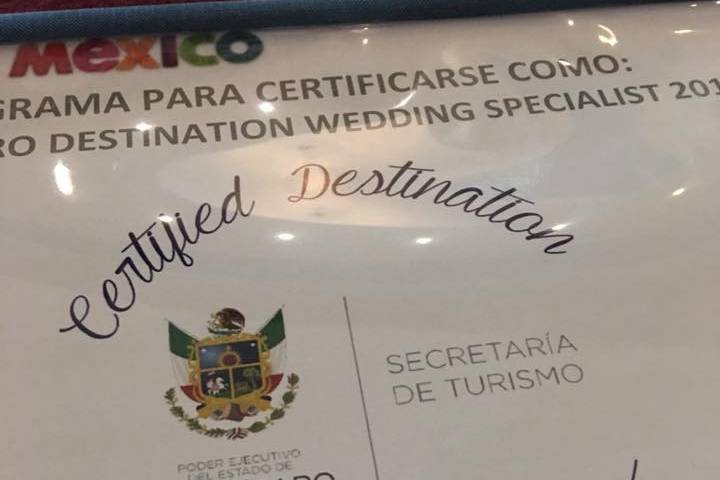 México
GRAMA PARA CERTIFICARSE COMO:
RO DESTINATION WEDDING SPECIALIST 201
Certified Destination
SECRETARÍA
DE TURISMO
PODER EJECUTIVO
DEL ESTADO DE